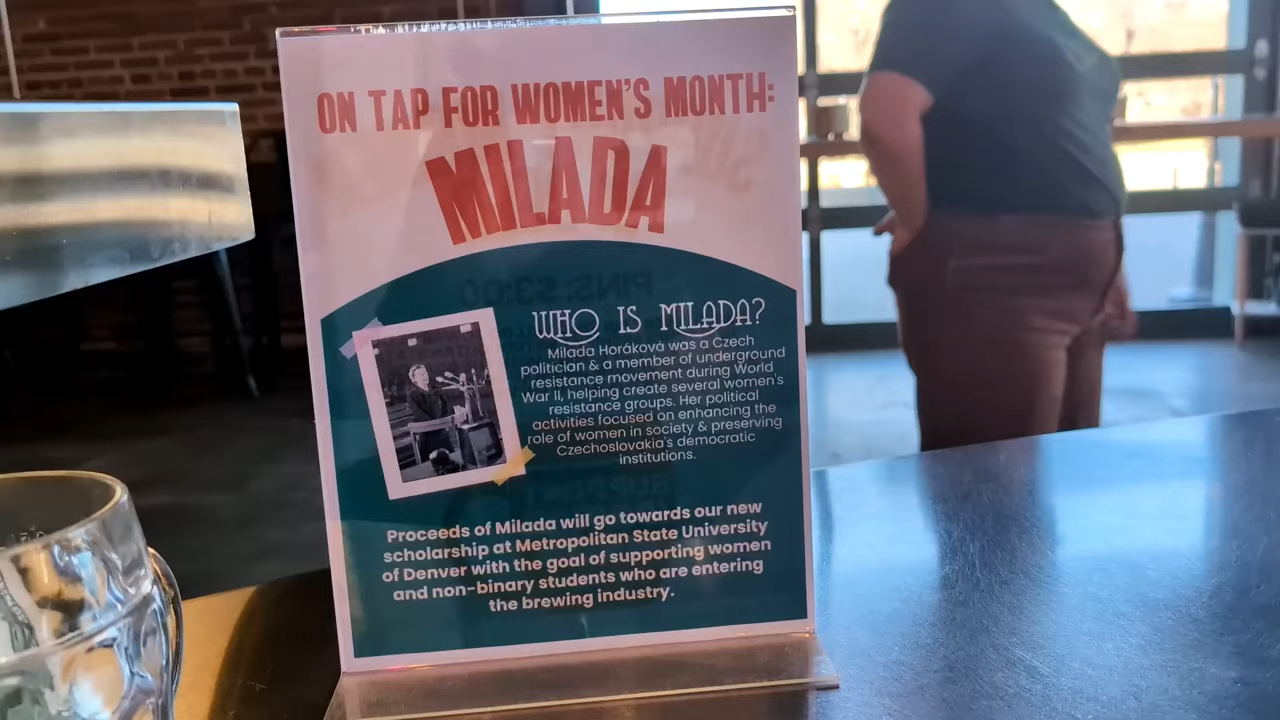 ON TAP FOR WOMEN'S MONTH:
MILADA
WHO IS MILADA?
Milada Horáková was a Czech
politician & a member of underground
resistance movement during World
War II, helping create several women's
resistance groups. Her political
activities focused on enhancing the
role of women in society & preserving
Czechoslovakia's democratic
institutions.
Proceeds of Milada will go towards our new
scholarship at Metropolitan State University
of Denver with the goal of supporting women
and non-binary students who are entering
the brewing industry.